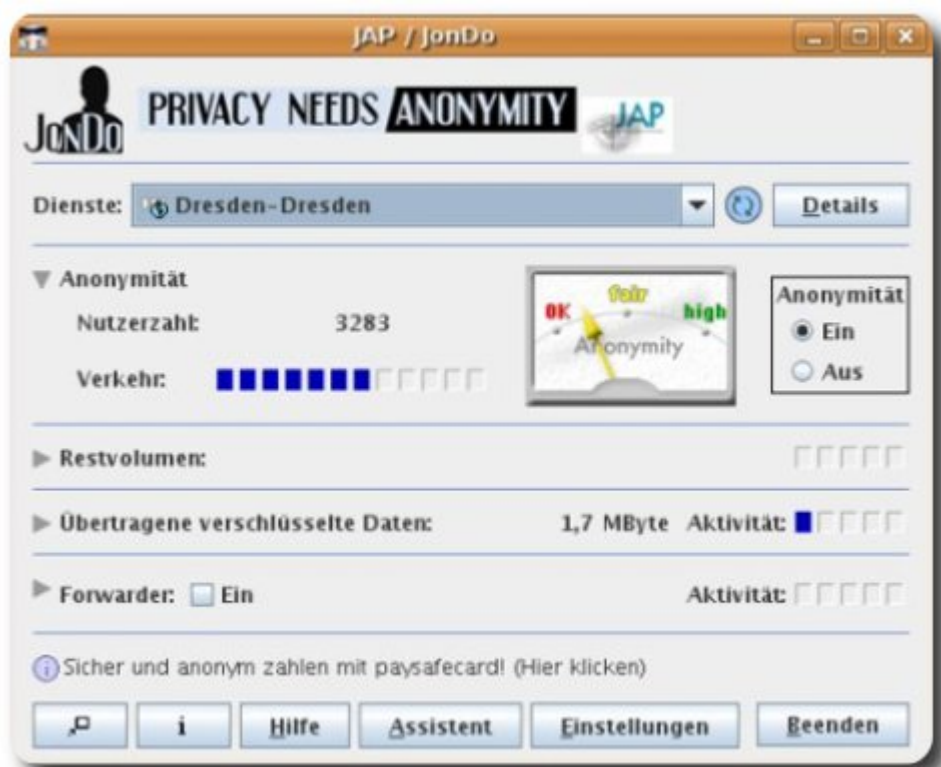 JAP / JonDo
JONDO PRIVACY NEEDS ANONYMITY JAP
Dienste: Dresden-Dresden Details
Anonymität
Nutzerzahl: 3283
Verkehr:
OK fair high
Anonymity
Anonymität
Ein
Aus
Restvolumen:
Übertragene verschlüsselte Daten: 1,7 MByte Aktivität:
Forwarder: Ein Aktivität:
Sicher und anonym zahlen mit paysafecard! (Hier klicken)
i Hilfe Assistent Einstellungen Beenden